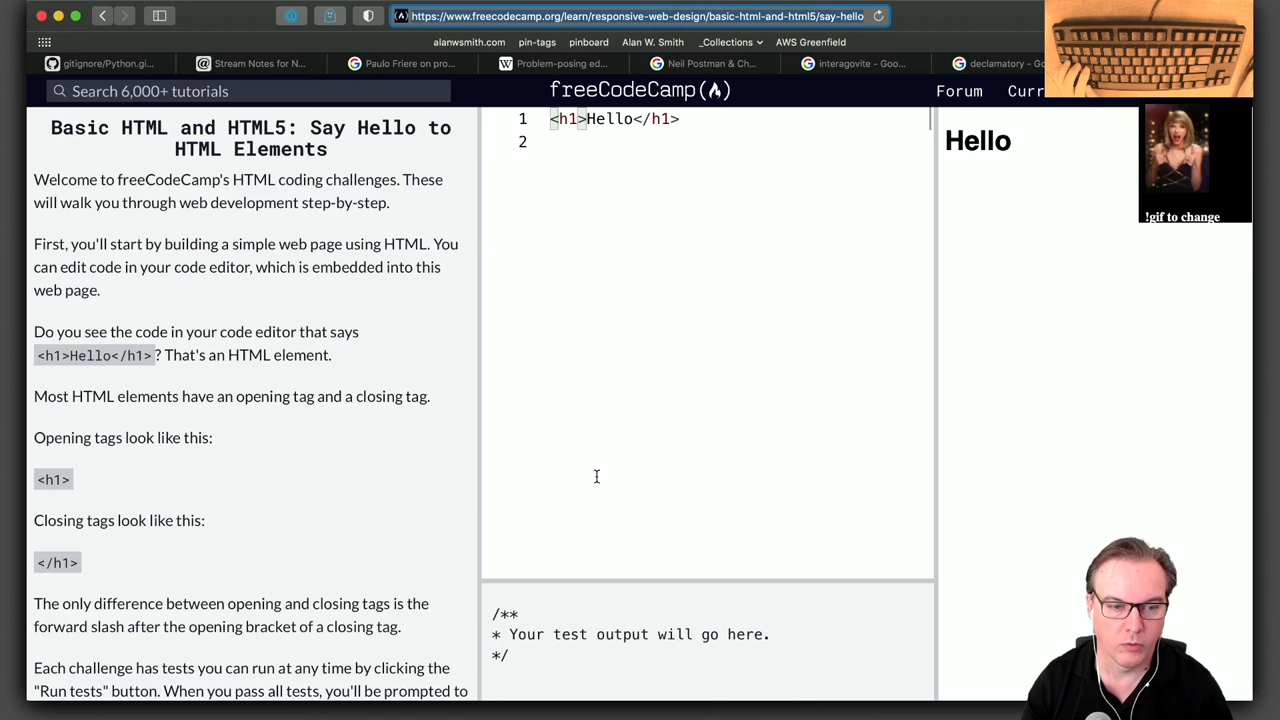 https://www.freecodecamp.org/learn/responsive-web-design/basic-html-and-html5/say-hello
alanwsmith.com pin-tags pinboard Alan W. Smith _Collections AWS Greenfield
gitignore/Python.gi... Stream Notes for N... Paulo Friere on pro... Problem-posing ed... Neil Postman & Ch... interagovite - Goo... declamatory - Go
Search 6,000+ tutorials freeCodeCamp Forum Curr
Basic HTML and HTML5: Say Hello to
HTML Elements
Welcome to freeCodeCamp's HTML coding challenges. These
will walk you through web development step-by-step.
First, you'll start by building a simple web page using HTML. You
can edit code in your code editor, which is embedded into this
web page.
Do you see the code in your code editor that says
<h1>Hello</h1> ? That's an HTML element.
Most HTML elements have an opening tag and a closing tag.
Opening tags look like this:
<h1>
Closing tags look like this:
</h1>
The only difference between opening and closing tags is the
forward slash after the opening bracket of a closing tag.
Each challenge has tests you can run at any time by clicking the
"Run tests" button. When you pass all tests, you'll be prompted to
1 <h1>Hello</h1>
2
/**
* Your test output will go here.
*/
Hello
!gif to change